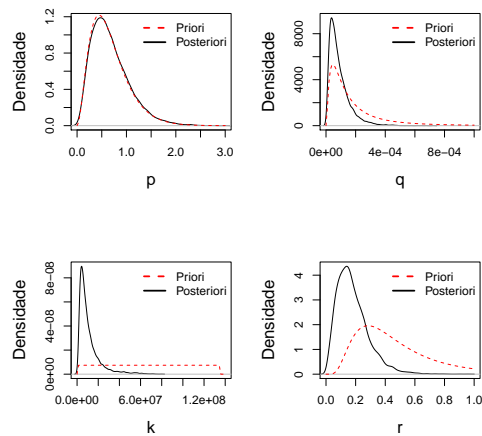 Densidade
0.0 0.4 0.8 1.2
Priori
Posteriori
0.0 1.0 2.0 3.0
p
Densidade
0 4000 8000
Priori
Posteriori
0e+00 4e−04 8e−04
q
Densidade
0e+00 4e−08 8e−08
Priori
Posteriori
0.0e+00 6.0e+07 1.2e+08
k
Densidade
0 1 2 3 4
Priori
Posteriori
0.0 0.2 0.4 0.6 0.8 1.0
r